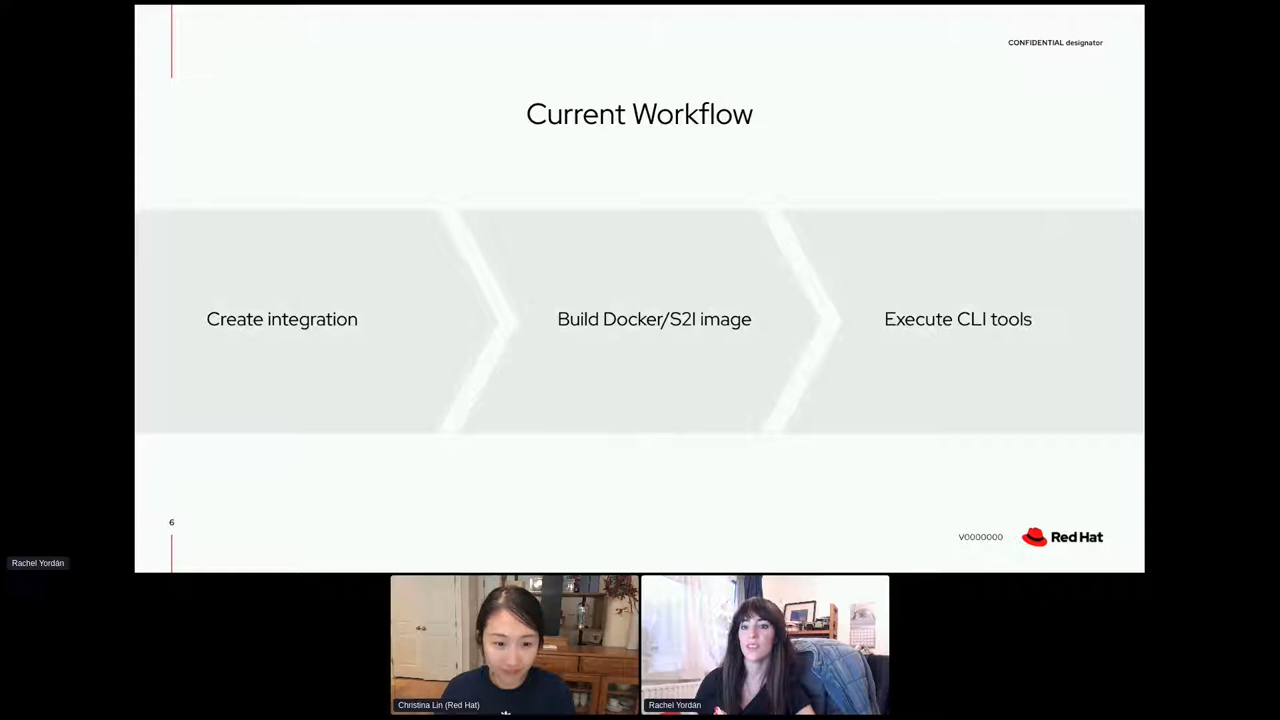 CONFIDENTIAL designator
Current Workflow
Create integration
Build Docker/S2I image
Execute CLI tools
6
V0000000
Red Hat
Rachel Yordán
Christina Lin (Red Hat)
Rachel Yordán